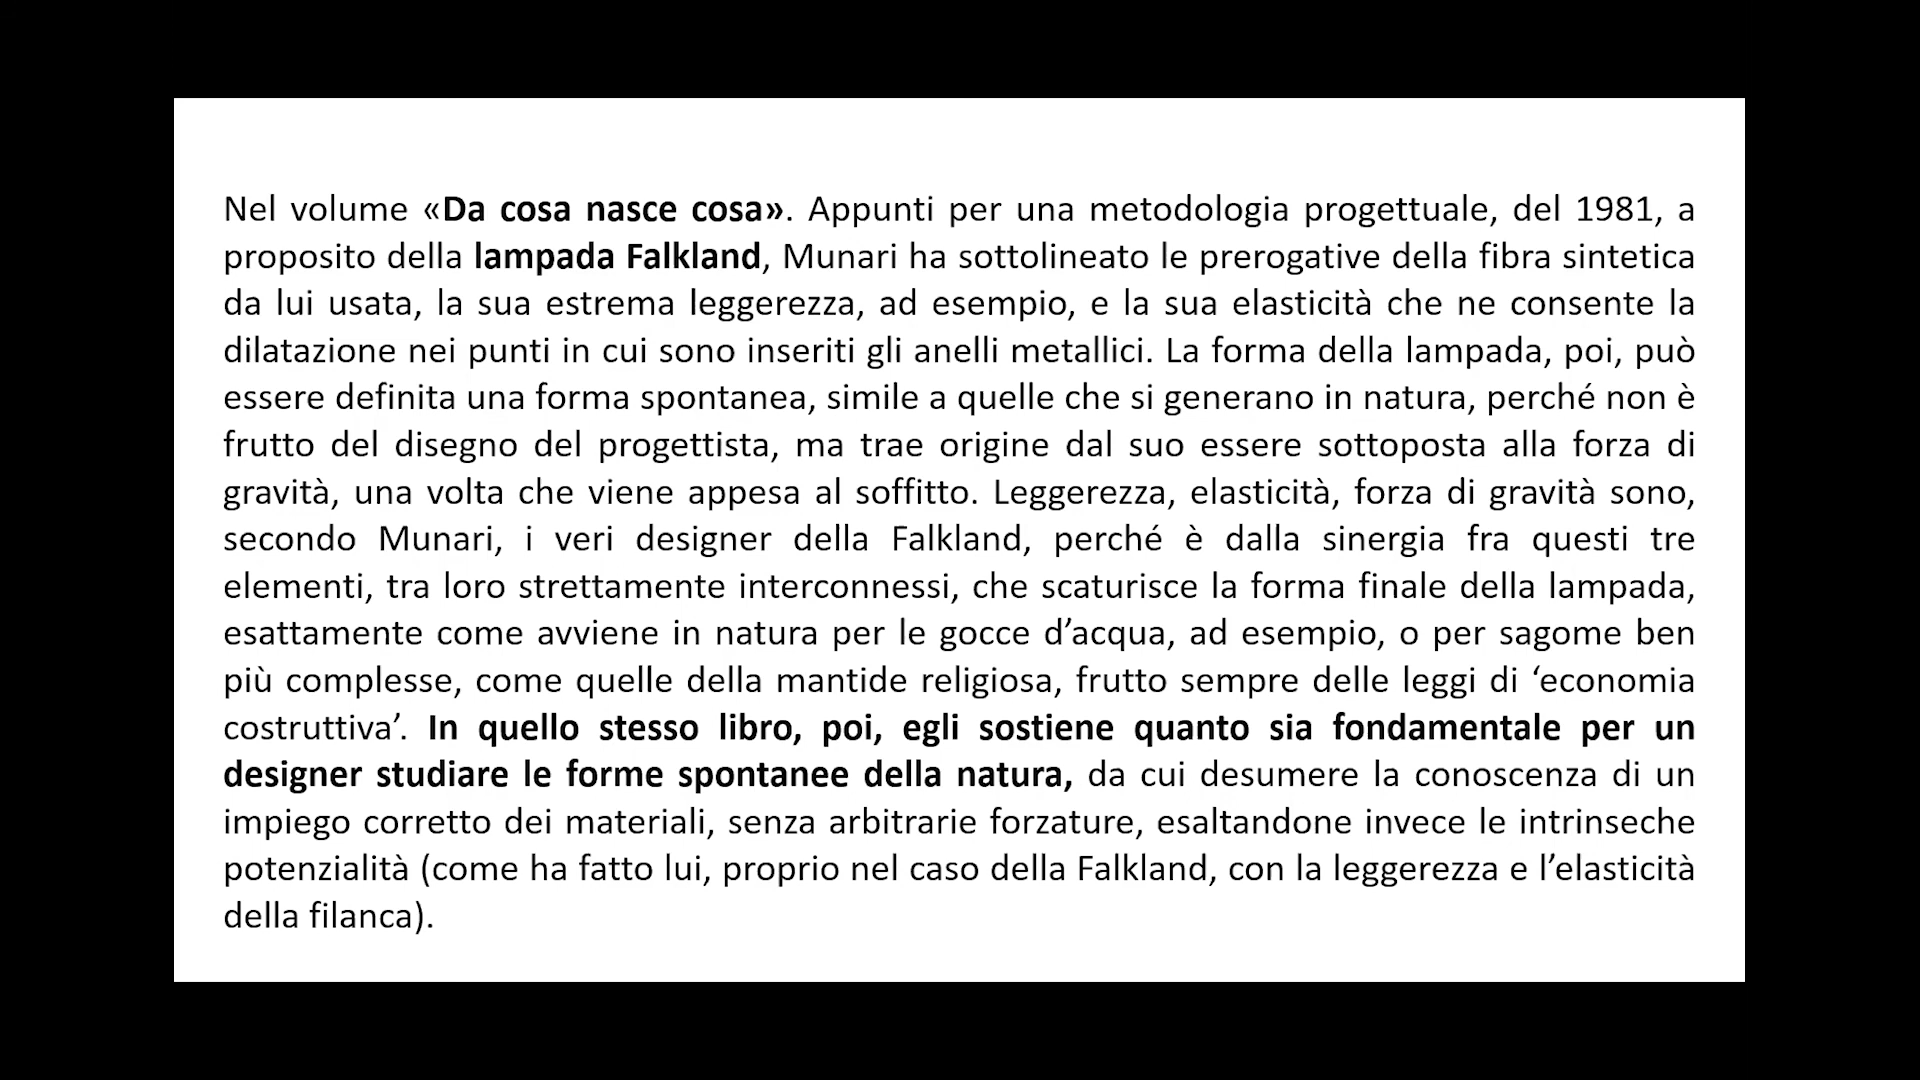 Nel volume «Da cosa nasce cosa». Appunti per una metodologia progettuale, del 1981, a
proposito della lampada Falkland, Munari ha sottolineato le prerogative della fibra sintetica
da lui usata, la sua estrema leggerezza, ad esempio, e la sua elasticità che ne consente la
dilatazione nei punti in cui sono inseriti gli anelli metallici. La forma della lampada, poi, può
essere definita una forma spontanea, simile a quelle che si generano in natura, perché non è
frutto del disegno del progettista, ma trae origine dal suo essere sottoposta alla forza di
gravità, una volta che viene appesa al soffitto. Leggerezza, elasticità, forza di gravità sono,
secondo Munari, i veri designer della Falkland, perché è dalla sinergia fra questi tre
elementi, tra loro strettamente interconnessi, che scaturisce la forma finale della lampada,
esattamente come avviene in natura per le gocce d’acqua, ad esempio, o per sagome ben
più complesse, come quelle della mantide religiosa, frutto sempre delle leggi di ‘economia
costruttiva’. In quello stesso libro, poi, egli sostiene quanto sia fondamentale per un
designer studiare le forme spontanee della natura, da cui desumere la conoscenza di un
impiego corretto dei materiali, senza arbitrarie forzature, esaltandone invece le intrinseche
potenzialità (come ha fatto lui, proprio nel caso della Falkland, con la leggerezza e l’elasticità
della filanca).